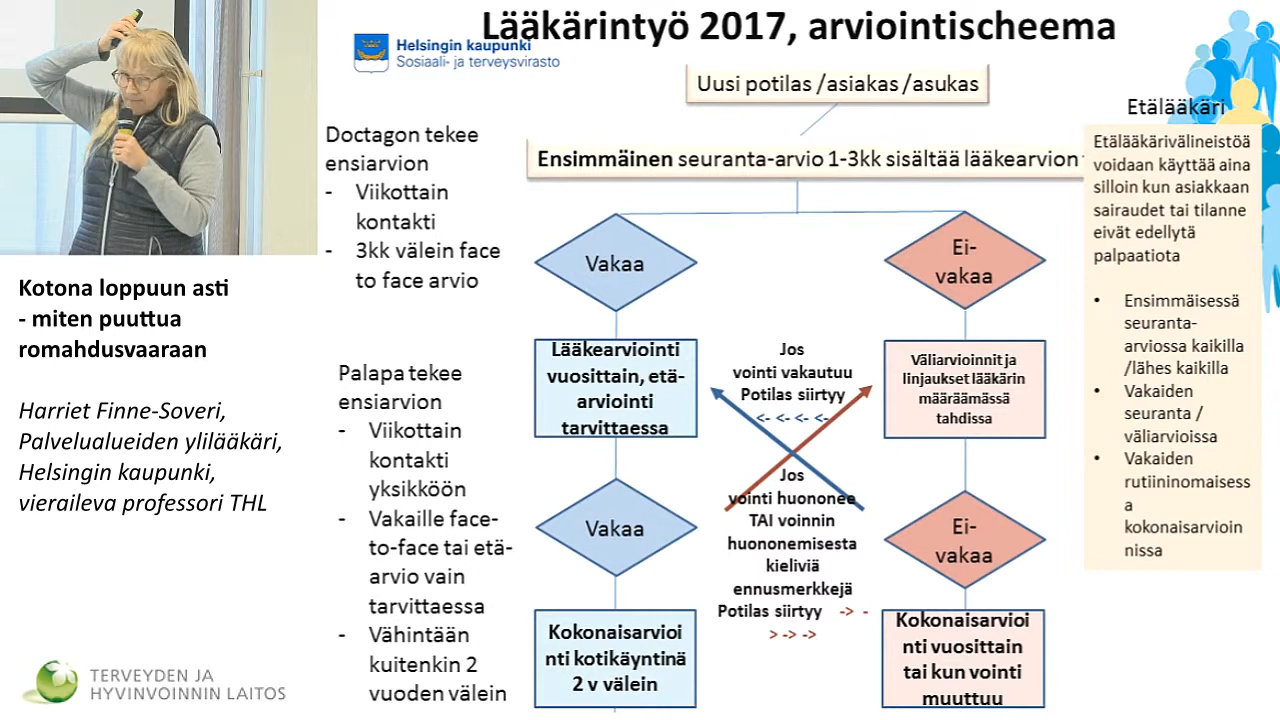 Lääkärintyö 2017, arviointischeema
Helsingin kaupunki
Sosiaali- ja terveysvirasto
Uusi potilas /asiakas /asukas
Ensimmäinen seuranta-arvio 1-3kk sisältää lääkearvion
Doctagon tekee
ensiarvion
- Viikottain
kontakti
- 3kk välein face
to face arvio
Palapa tekee
ensiarvion
- Viikottain
kontakti
yksikköön
- Vakaille face-
to-face tai etä-
arvio vain
tarvittaessa
- Vähintään
kuitenkin 2
vuoden välein
Vakaa
Ei-
vakaa
Lääkearviointi
vuosittain, etä-
arviointi
tarvittaessa
Jos
vointi vakautuu
Potilas siirtyy
<- <- <- <-
Väliarvioinnit ja
linjaukset lääkärin
määräämässä
tahdissa
Vakaa
Jos
vointi huononee
TAI voinnin
huononemisesta
kieliviä
ennusmerkkejä
Potilas siirtyy -> -
> -> ->
Ei-
vakaa
Kokonaisarvioi
nti kotikäyntinä
2 v välein
Kokonaisarvioi
nti vuosittain
tai kun vointi
muuttuu
Etälääkäri
Etälääkärivälineistöä
voidaan käyttää aina
silloin kun asiakkaan
sairaudet tai tilanne
eivät edellytä
palpaatiota
• Ensimmäisessä
seuranta-
arviossa kaikilla
/lähes kaikilla
• Vakaiden
seuranta /
väliarvioissa
• Vakaiden
rutiininomaisess
a
kokonaisarvioin
nissa
Kotona loppuun asti
- miten puuttua
romahdusvaaraan
Harriet Finne-Soveri,
Palvelualueiden ylilääkäri,
Helsingin kaupunki,
vieraileva professori THL
TERVEYDEN JA
HYVINVOINNIN LAITOS